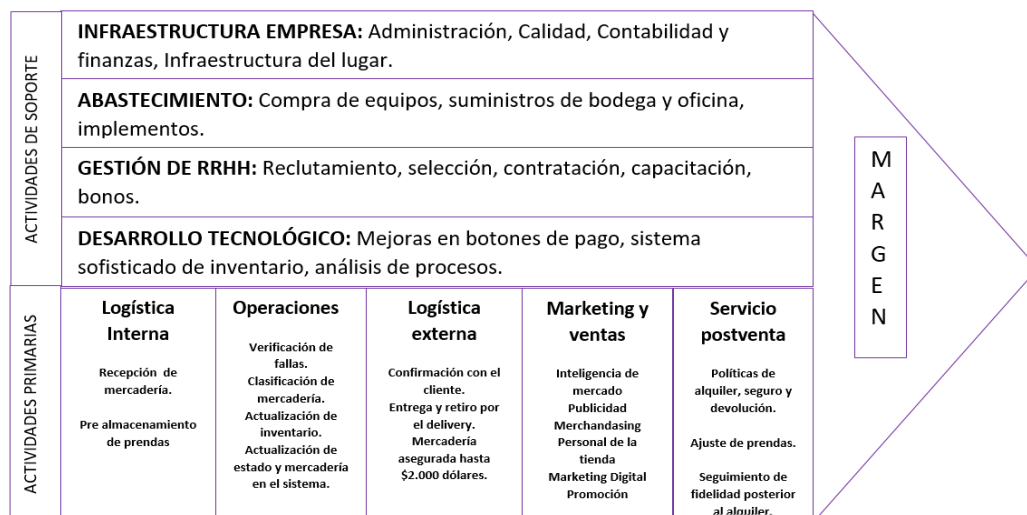 ACTIVIDADES DE SOPORTE
INFRAESTRUCTURA EMPRESA: Administración, Calidad, Contabilidad y
finanzas, Infraestructura del lugar.
ABASTECIMIENTO: Compra de equipos, suministros de bodega y oficina,
implementos.
GESTIÓN DE RRHH: Reclutamiento, selección, contratación, capacitación,
bonos.
DESARROLLO TECNOLÓGICO: Mejoras en botones de pago, sistema
sofisticado de inventario, análisis de procesos.
ACTIVIDADES PRIMARIAS
Logística
Interna
Recepción de
mercadería.
Pre almacenamiento
de prendas
Operaciones
Verificación de
fallas.
Clasificación de
mercadería.
Actualización de
inventario.
Actualización de
estado y mercadería
en el sistema.
Logística
externa
Confirmación con el
cliente.
Entrega y retiro por
el delivery.
Mercadería
asegurada hasta
$2.000 dólares.
Marketing y
ventas
Inteligencia de
mercado
Publicidad
Merchandasing
Personal de la
tienda
Marketing Digital
Promoción
Servicio
postventa
Políticas de
alquiler, seguro y
devolución.
Ajuste de prendas.
Seguimiento de
fidelidad posterior
al alquiler.
M
A
R
G
E
N